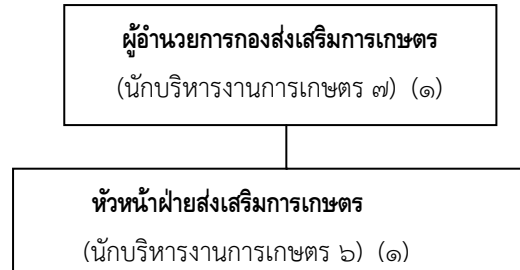 ผู้อำนวยการกองส่งเสริมการเกษตร
(นักบริหารงานการเกษตร ๗) (๑)
หัวหน้าฝ่ายส่งเสริมการเกษตร
(นักบริหารงานการเกษตร ๖) (๑)